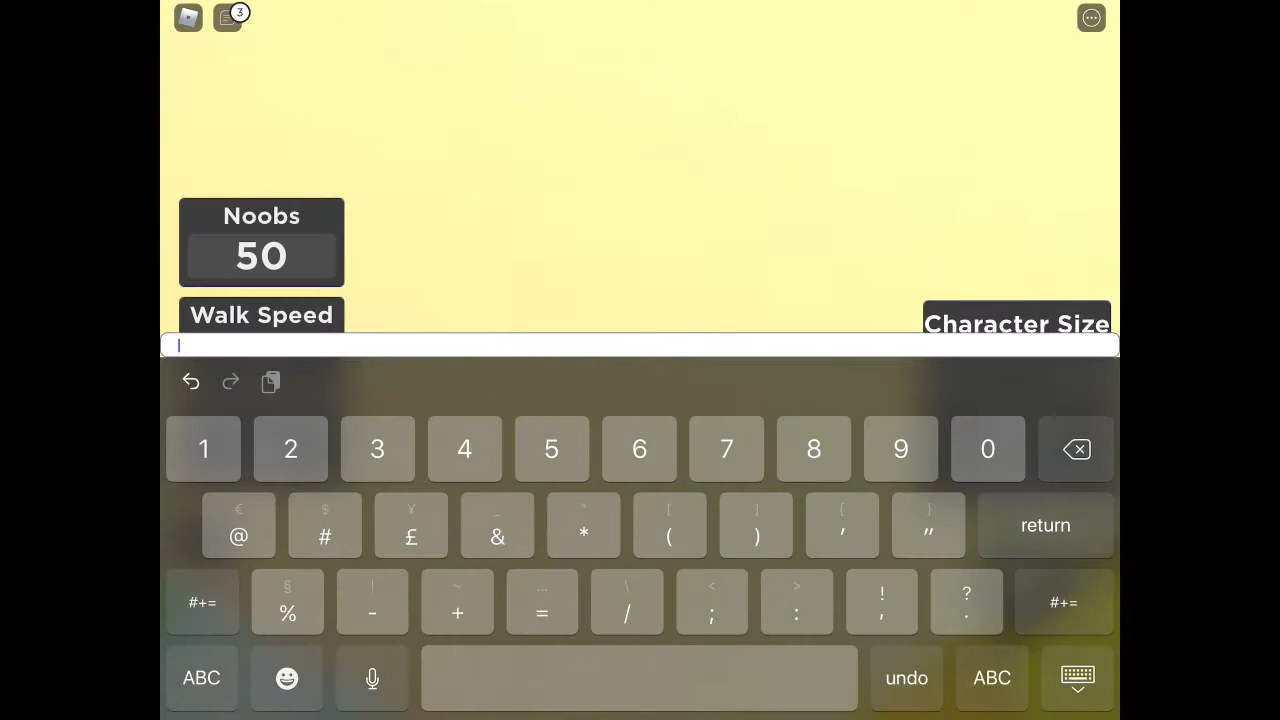 3
Noobs
50
Walk Speed
Character Size
1 2 3 4 5 6 7 8 9 0
€ $ ¥ _ ^ [ ] { }
@ # £ & * ( ) ' " return
§ | ~ … \ < > ! ?
#+= % - + = / ; : , . #+=
ABC undo ABC